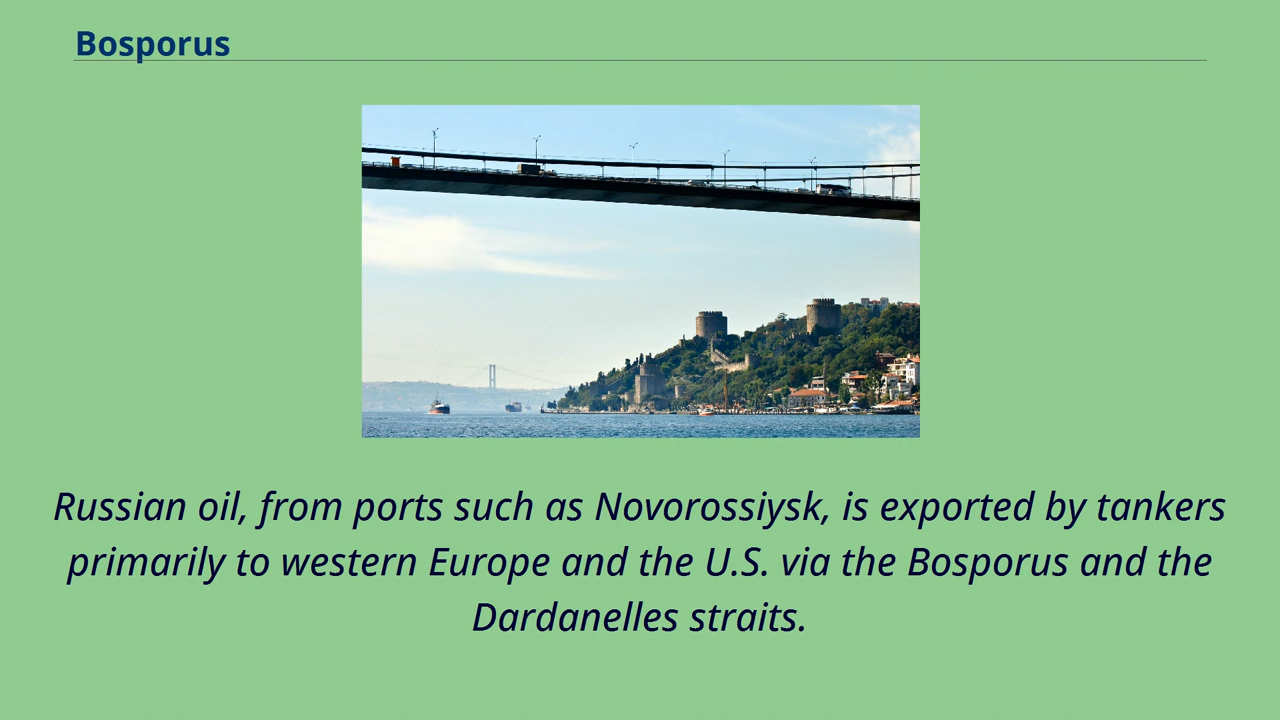 Bosporus
Russian oil, from ports such as Novorossiysk, is exported by tankers
primarily to western Europe and the U.S. via the Bosporus and the
Dardanelles straits.